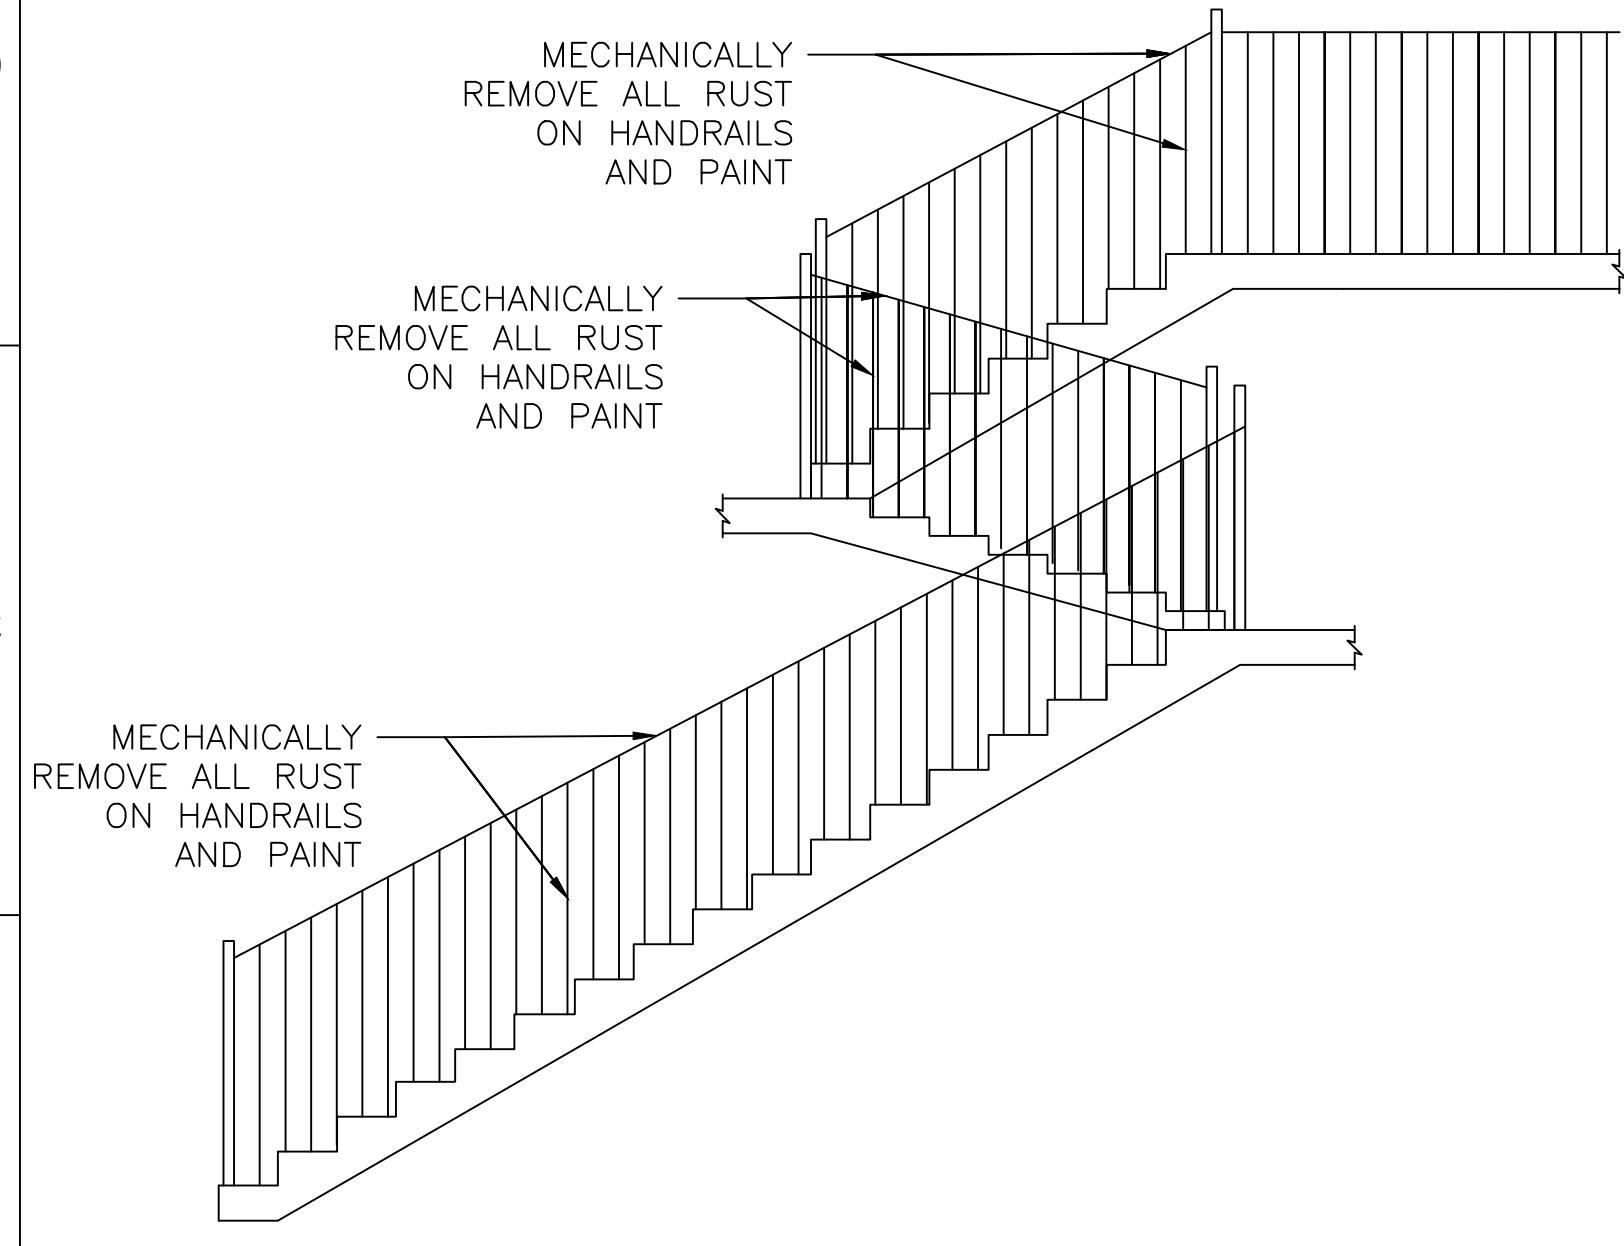 MECHANICALLY
REMOVE ALL RUST
ON HANDRAILS
AND PAINT
MECHANICALLY
REMOVE ALL RUST
ON HANDRAILS
AND PAINT
MECHANICALLY
REMOVE ALL RUST
ON HANDRAILS
AND PAINT